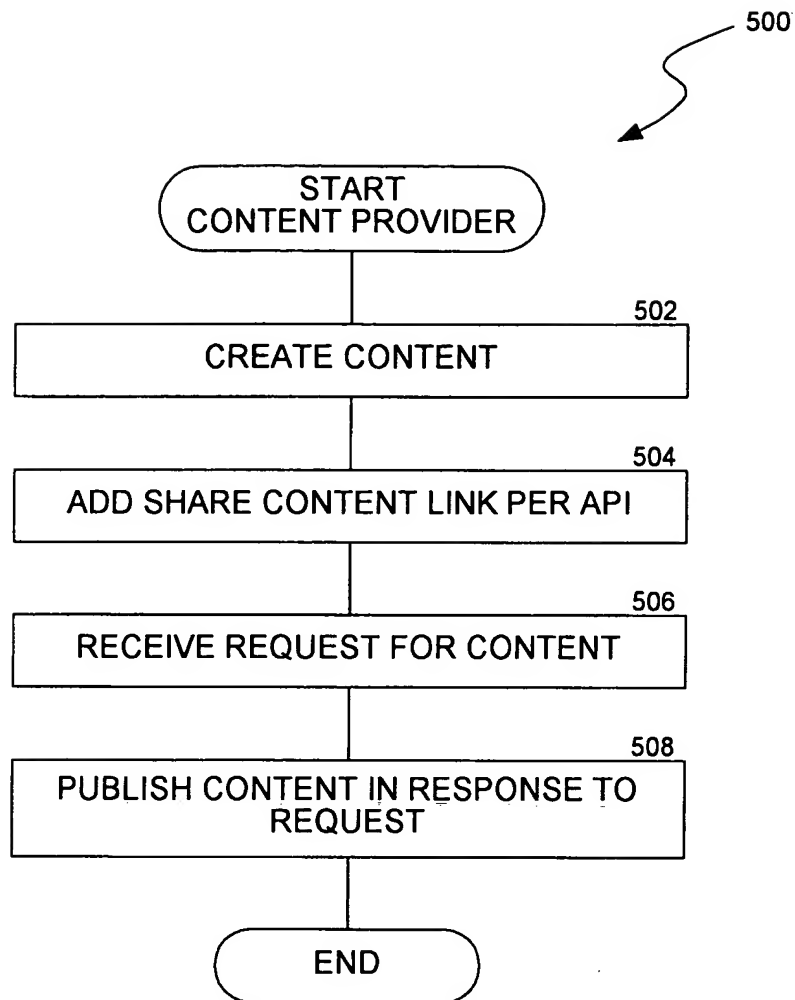 500
START
CONTENT PROVIDER
502
CREATE CONTENT
504
ADD SHARE CONTENT LINK PER API
506
RECEIVE REQUEST FOR CONTENT
508
PUBLISH CONTENT IN RESPONSE TO
REQUEST
END